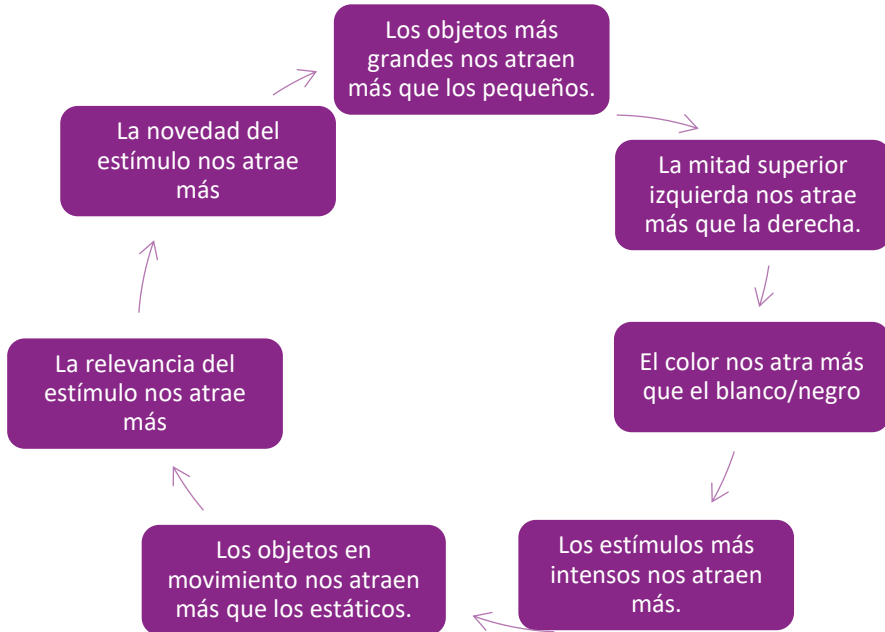 Los objetos más
grandes nos atraen
más que los pequeños.
La mitad superior
izquierda nos atrae
más que la derecha.
El color nos atra más
que el blanco/negro
Los estímulos más
intensos nos atraen
más.
Los objetos en
movimiento nos atraen
más que los estáticos.
La relevancia del
estímulo nos atrae
más
La novedad del
estímulo nos atrae
más